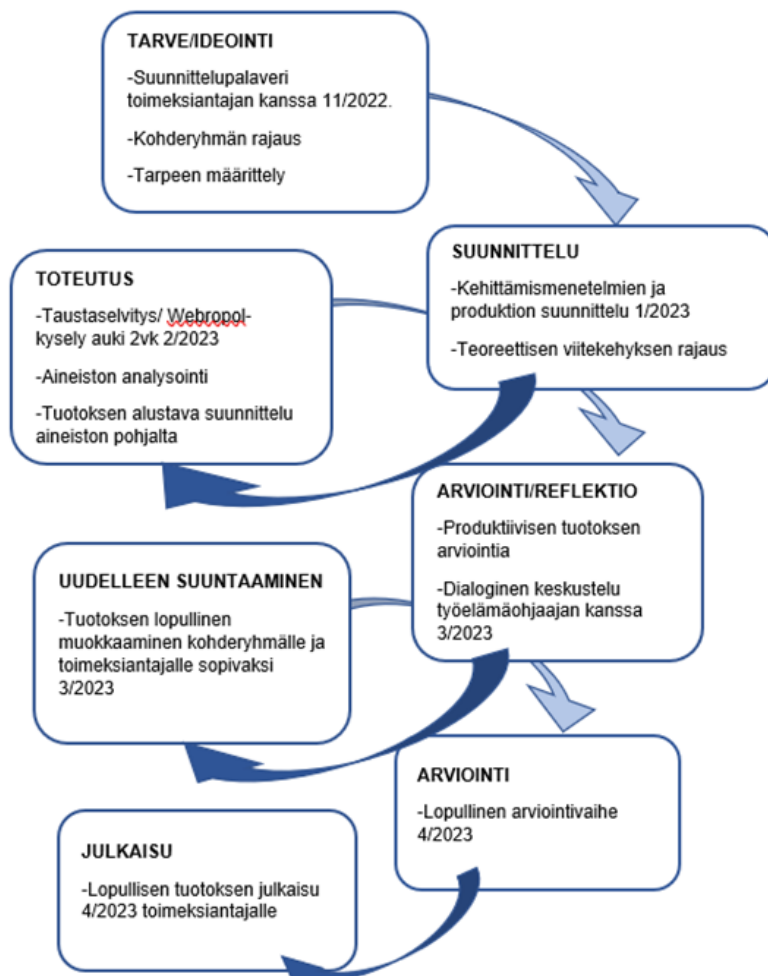 TARVE/IDEOINTI
-Suunnittelupalaveri
toimeksiantajan kanssa 11/2022.
-Kohderyhmän rajaus
-Tarpeen määrittely
SUUNNITTELU
-Kehittämismenetelmien ja
produktion suunnittelu 1/2023
-Teoreettisen viitekehyksen rajaus
TOTEUTUS
-Taustaselvitys/ Webropol-
kysely auki 2vk 2/2023
-Aineiston analysointi
-Tuotoksen alustava suunnittelu
aineiston pohjalta
ARVIOINTI/REFLEKTIO
-Produktiivisen tuotoksen
arviointia
-Dialoginen keskustelu
työelämäohjaajan kanssa
3/2023
UUDELLEEN SUUNTAAMINEN
-Tuotoksen lopullinen
muokkaaminen kohderyhmälle ja
toimeksiantajalle sopivaksi
3/2023
ARVIOINTI
-Lopullinen arviointivaihe
4/2023
JULKAISU
-Lopullisen tuotoksen julkaisu
4/2023 toimeksiantajalle